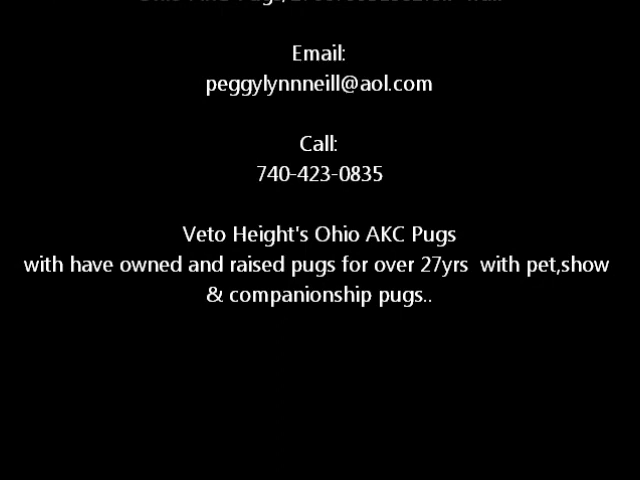 Email:
peggylynnneill@aol.com
Call:
740-423-0835
Veto Height's Ohio AKC Pugs
with have owned and raised pugs for over 27yrs with pet,show
& companionship pugs..